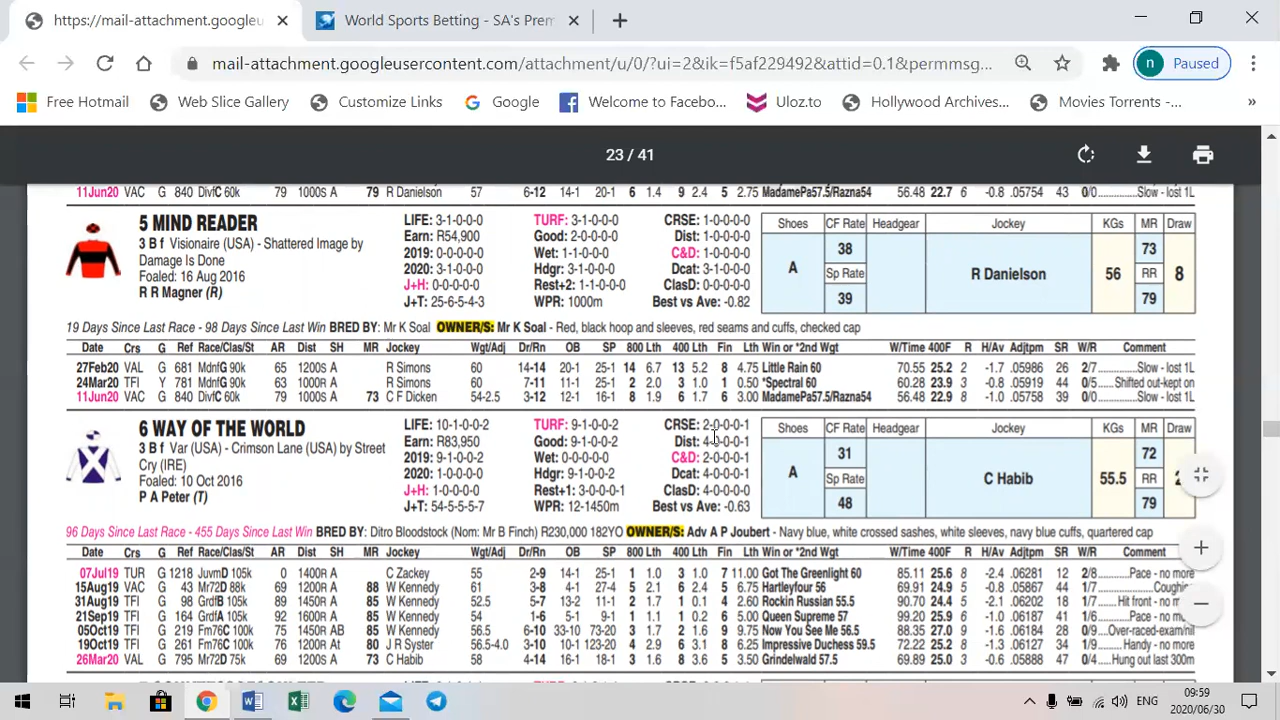 https://mail-attachment.googleu
World Sports Betting - SA's Prem
mail-attachment.googleusercontent.com/attachment/u/0/?ui=2&ik=f5af229492&attid=0.1&permmsg...
n Paused
Free Hotmail Web Slice Gallery Customize Links Google Welcome to Facebo... Uloz.to Hollywood Archives... Movies Torrents -... »
23 / 41
11Jun20 VAC G 840 DivfC 60k 79 1000S A 79 R Danielson 57 6-12 14-1 20-1 6 1.4 9 2.4 5 2.75 MadamePa57.5/Razna54 56.48 22.7 6 -0.8 .05754 43 0/0 ........Slow - lost 1L
5 MIND READER LIFE: 3-1-0-0-0 TURF: 3-1-0-0-0 CRSE: 1-0-0-0-0 Shoes CF Rate Headgear Jockey KGs MR Draw
3 B f Visionaire (USA) - Shattered Image by Earn: R54,900 Good: 2-0-0-0-0 Dist: 1-0-0-0-0 38 73
Damage Is Done 2019: 0-0-0-0-0 Wet: 1-1-0-0-0 C&D: 1-0-0-0-0
Foaled: 16 Aug 2016 2020: 3-1-0-0-0 Hdgr: 3-1-0-0-0 Dcat: 3-1-0-0-0 A Sp Rate R Danielson 56 RR 8
R R Magner (R) J+H: 0-0-0-0-0 Rest+2: 1-1-0-0-0 ClasD: 0-0-0-0-0
J+T: 25-6-5-4-3 WPR: 1000m Best vs Ave: -0.82 39 79
19 Days Since Last Race - 98 Days Since Last Win BRED BY: Mr K Soal OWNER/S: Mr K Soal - Red, black hoop and sleeves, red seams and cuffs, checked cap
Date Crs G Ref Race/Clas/St AR Dist SH MR Jockey Wgt/Adj Dr/Rn OB SP 800 Lth 400 Lth Fin Lth Win or *2nd Wgt W/Time 400F R H/Av Adjtpm SR W/R Comment
27Feb20 VAL G 681 MdnfG 90k 65 1200S A R Simons 60 14-14 20-1 25-1 14 6.7 13 5.2 8 4.75 Little Rain 60 70.55 25.2 2 -1.7 .05986 26 2/7 ........Slow - lost 1L
24Mar20 TFI Y 781 MdnfG 90k 63 1000S A R Simons 60 7-11 11-1 25-1 2 2.0 3 1.0 1 0.50 *Spectral 60 60.28 23.9 3 -0.8 .05919 44 0/5 .....Shifted out-kept on
11Jun20 VAC G 840 DivfC 60k 79 1000S A 73 C F Dicken 54-2.5 3-12 12-1 16-1 8 1.9 6 1.7 6 3.00 MadamePa57.5/Razna54 56.48 22.9 8 -1.0 .05758 39 0/5 ........Slow - lost 1L
6 WAY OF THE WORLD LIFE: 10-1-0-0-2 TURF: 9-1-0-0-2 CRSE: 2-0-0-0-1 Shoes CF Rate Headgear Jockey KGs MR Draw
3 B f Var (USA) - Crimson Lane (USA) by Street Earn: R83,950 Good: 9-1-0-0-2 Dist: 4-0-0-0-1 31 72
Cry (IRE) 2019: 9-1-0-0-2 Wet: 0-0-0-0-0 C&D: 2-0-0-0-1
Foaled: 10 Oct 2016 2020: 1-0-0-0-0 Hdgr: 9-1-0-0-2 Dcat: 4-0-0-0-1 A Sp Rate C Habib 55.5 RR
P A Peter (T) J+H: 1-0-0-0-0 Rest+1: 3-0-0-0-1 ClasD: 4-0-0-0-0
J+T: 54-5-5-5-7 WPR: 12-1450m Best vs Ave: -0.63 48 79
96 Days Since Last Race - 455 Days Since Last Win BRED BY: Ditro Bloodstock (Nom: Mr B Finch) R230,000 182YO OWNER/S: Adv A P Joubert - Navy blue, white crossed sashes, white sleeves, navy blue cuffs, quartered cap
Date Crs G Ref Race/Clas/St AR Dist SH MR Jockey Wgt/Adj Dr/Rn OB SP 800 Lth 400 Lth Fin Lth Win or *2nd Wgt W/Time 400F R H/Av Adjtpm SR W/R Comment
07Jul19 TUR G 1218 JuvmD 105k 0 1400R A C Zackey 55 2-9 14-1 25-1 1 1.0 3 1.0 7 11.00 Got The Greenlight 60 85.11 25.6 8 -2.4 .06281 12 2/8 ........Pace - no more
15Aug19 VAC G 43 Mr72D 88k 69 1200S A 88 W Kennedy 61 3-8 4-1 27-4 5 2.1 6 2.4 5 6.75 Hartleyfour 56 69.91 24.9 5 -0.8 .05867 44 1/7
31Aug19 TFI G 98 GrdfB 105k 89 1450R A 85 W Kennedy 52.5 5-7 13-2 11-1 2 1.7 1 0.1 4 2.60 Rockin Russian 55.5 90.70 24.4 5 -2.1 .06202 18 1/7
21Sep19 TFI G 164 GrdfA 105k 92 1600S A 85 W Kennedy 54 1-6 5-1 9-1 1 1.1 1 0.2 6 5.00 Queen Supreme 57 99.20 25.9 6 -1.0 .06187 41 1/6
05Oct19 TFI G 219 Fm76C 100k 75 1450R AB 85 W Kennedy 56.5 6-10 33-10 73-20 3 1.7 2 1.6 9 9.75 Now You See Me 56.5 88.35 27.0 9 -1.6 .06184 28 0/9 ...Over-raced-exam/nil
19Oct19 TFI G 261 Fm76C 100k 80 1200R At 80 J R Syster 56.5-4.0 3-10 10-1 123-10 4 2.9 6 3.1 8 6.25 Impressive Duchess 59.5 72.22 25.2 8 -1.3 .06127 34 1/9
26Mar20 VAL G 795 Mr72D 75k 69 1200S A 73 C Habib 58 4-14 16-1 18-1 3 1.6 8 3.6 5 3.50 Grindelwald 57.5 69.89 25.0 3 -0.6 .05888 47 0/4 ...Hung out last 300m
ENG 09:59
2020/06/30